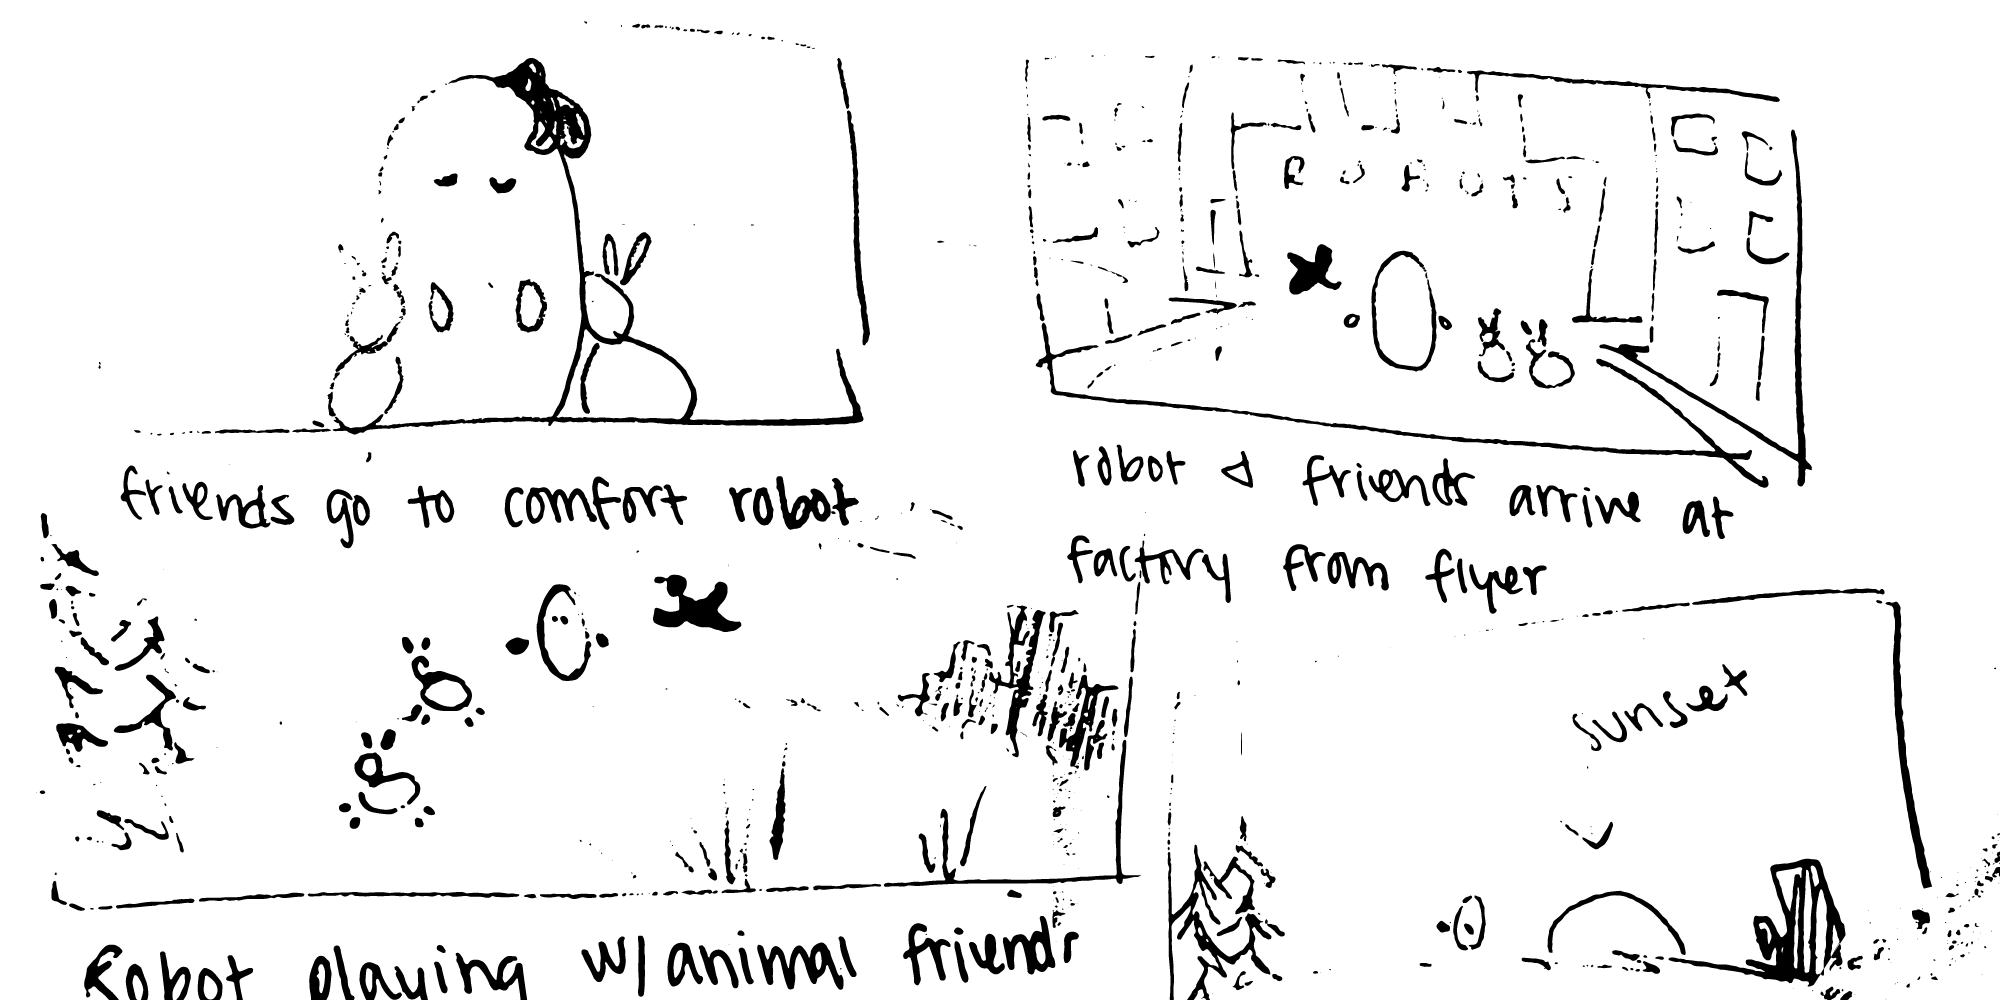 ROBOTS
friends go to comfort robot
robot & friends arrive at
factory from flyer
sunset
Robot playing w/ animal friends